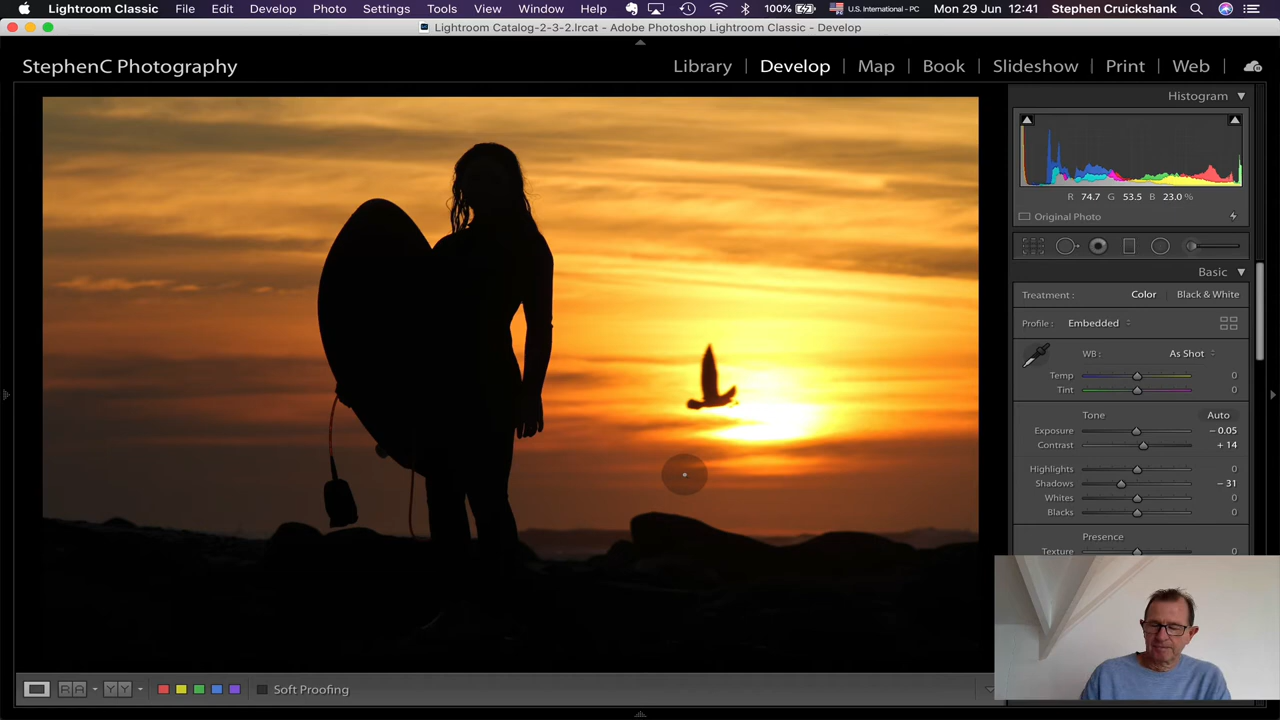 Lightroom Classic File Edit Develop Photo Settings Tools View Window Help 100% U.S. International - PC Mon 29 Jun 12:41 Stephen Cruickshank
Lightroom Catalog-2-3-2.lrcat - Adobe Photoshop Lightroom Classic - Develop
StephenC Photography Library | Develop | Map | Book | Slideshow | Print | Web
Histogram
R 74.7 G 53.5 B 23.0 %
Original Photo
Basic
Treatment : Color Black & White
Profile : Embedded
WB : As Shot
Temp 0
Tint 0
Tone Auto
Exposure − 0.05
Contrast + 14
Highlights 0
Shadows − 31
Whites 0
Blacks 0
Presence
Texture 0
R A Y Y Soft Proofing